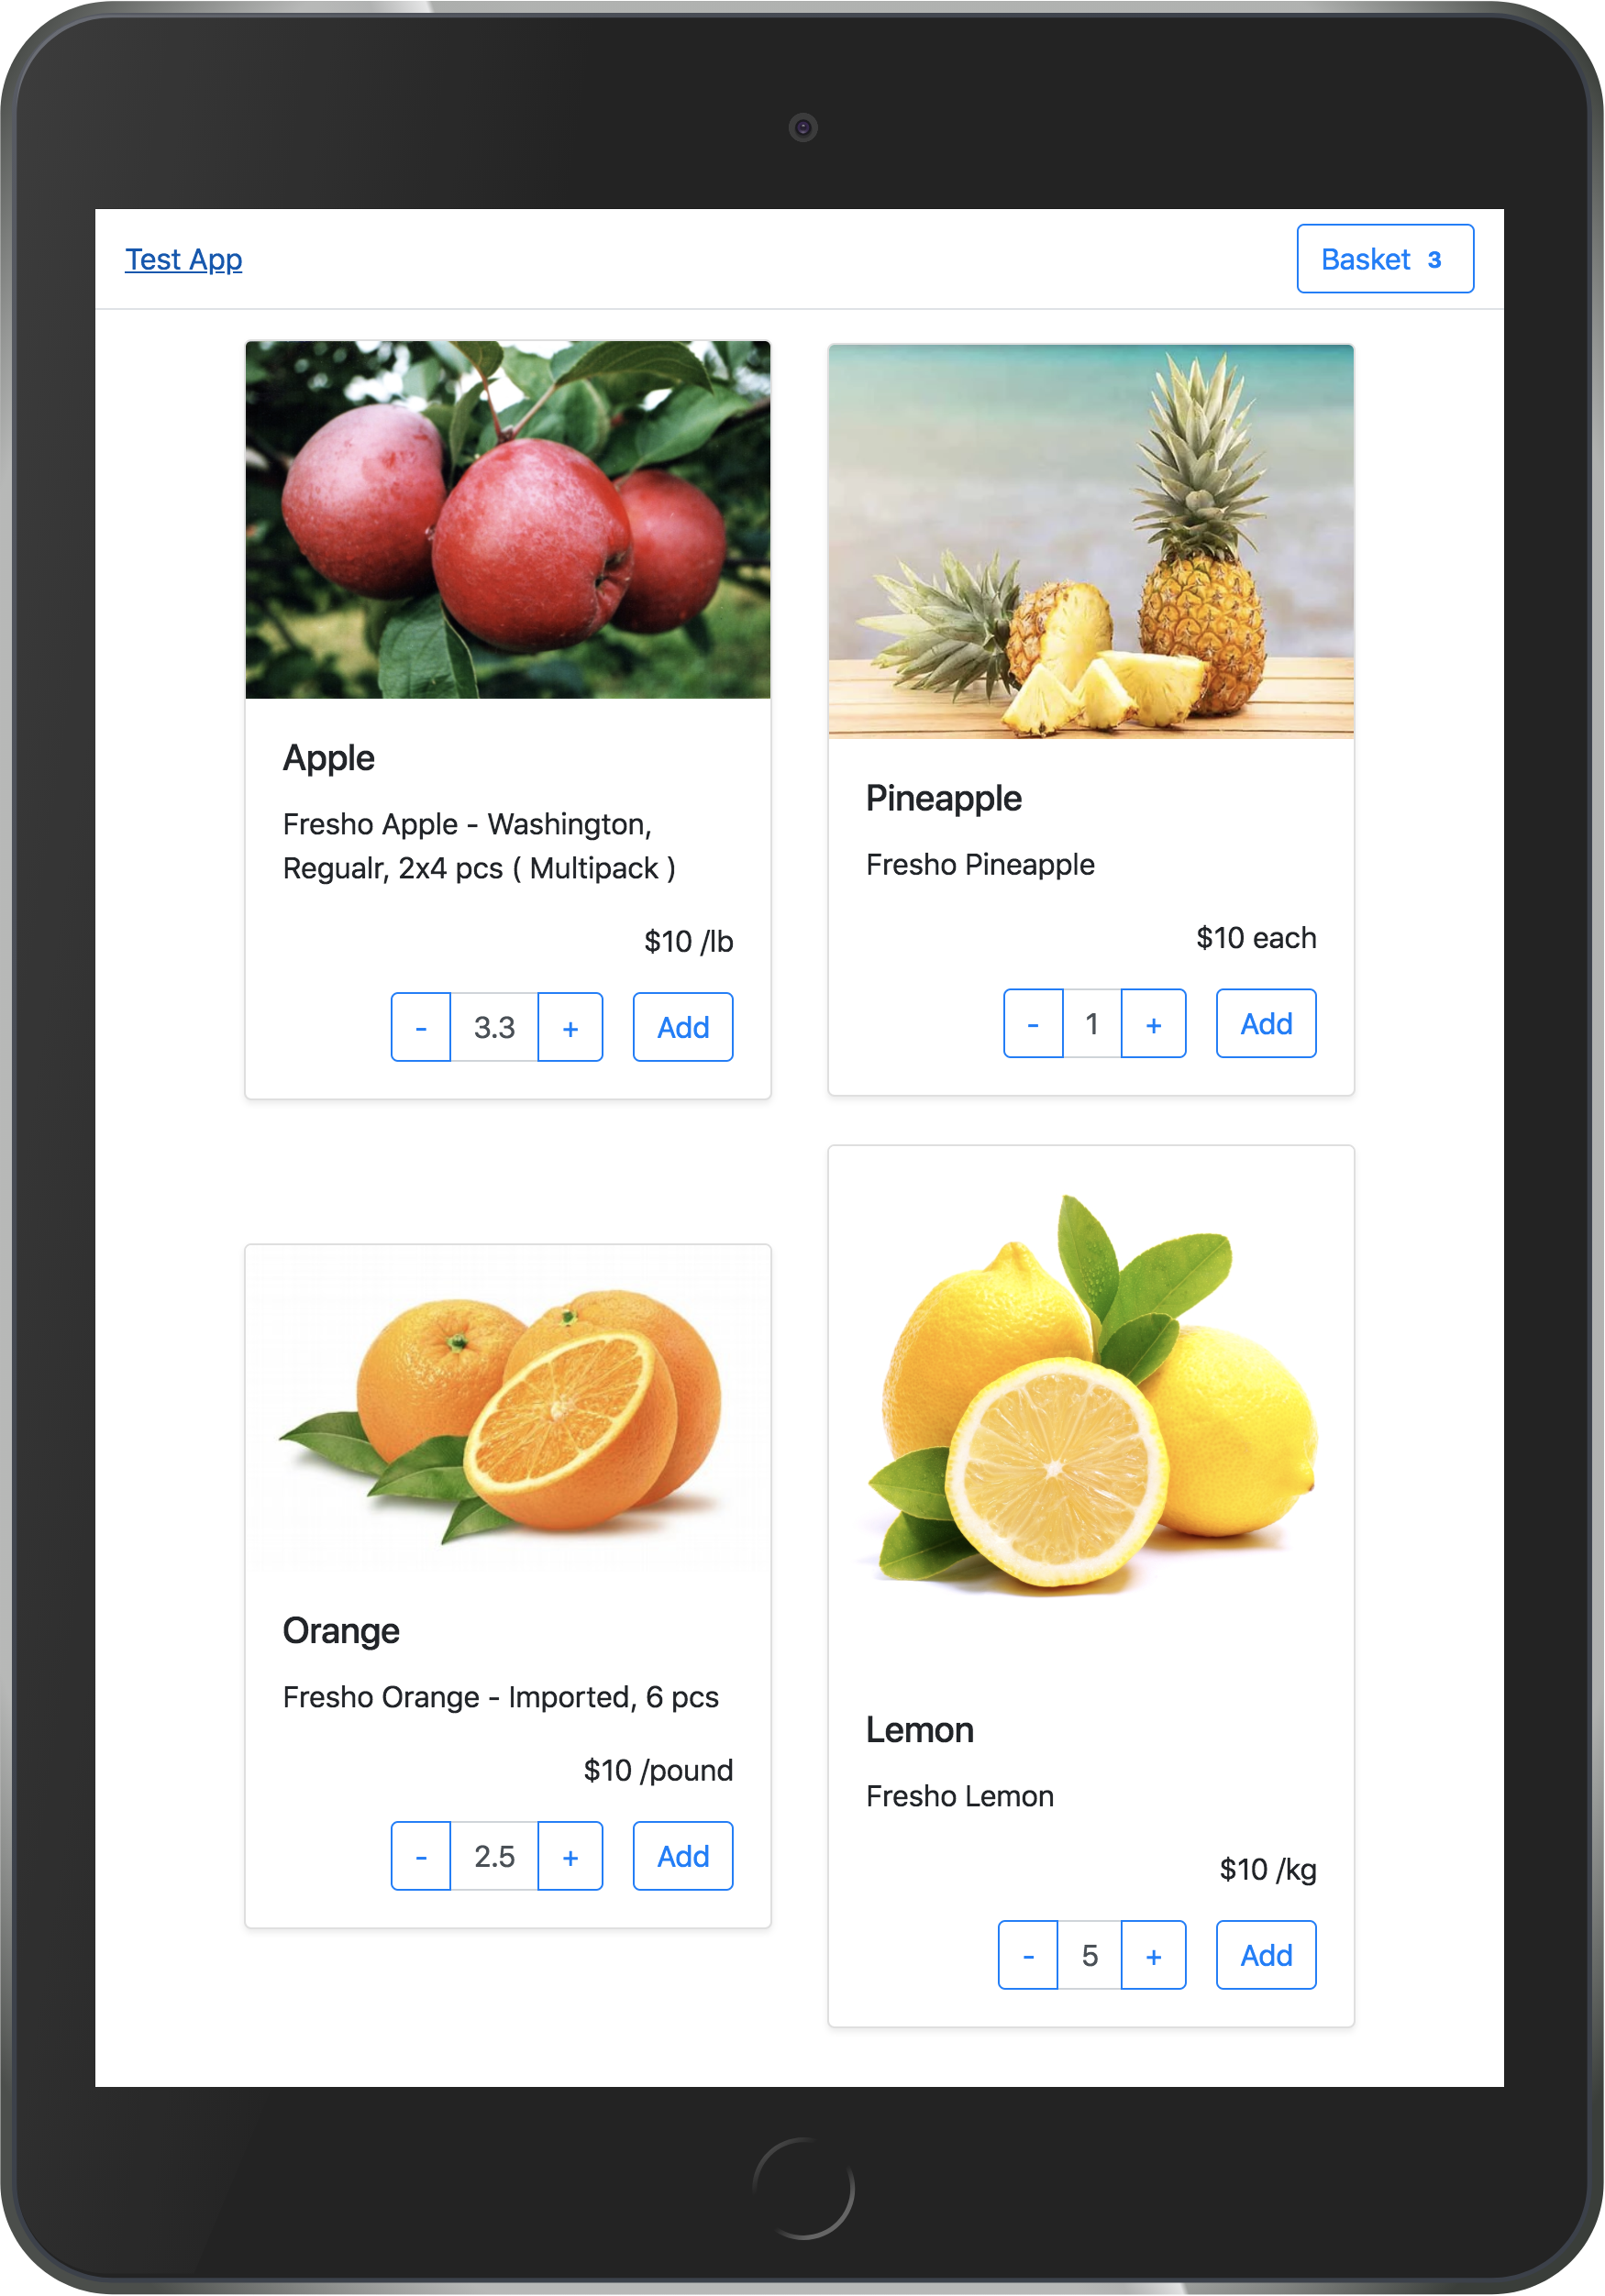 Test App
Basket 3
Apple
Fresho Apple - Washington,
Regualr, 2x4 pcs ( Multipack )
$10 /lb
- 3.3 + Add
Pineapple
Fresho Pineapple
$10 each
- 1 + Add
Orange
Fresho Orange - Imported, 6 pcs
$10 /pound
- 2.5 + Add
Lemon
Fresho Lemon
$10 /kg
- 5 + Add